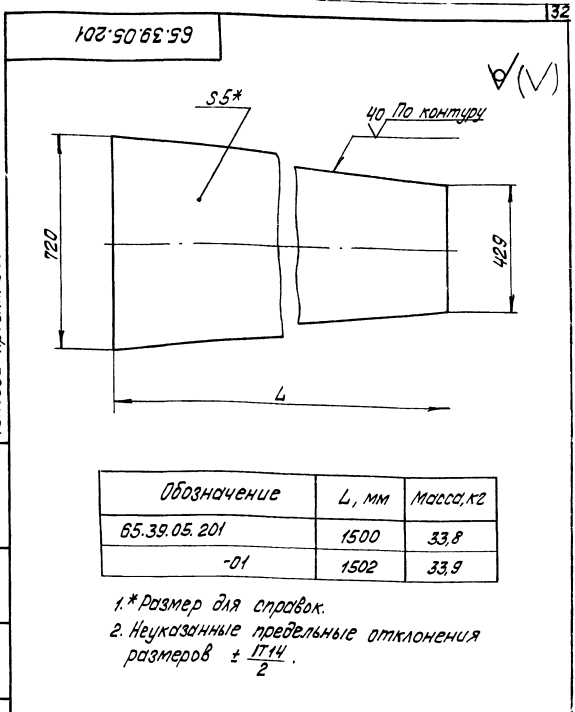 32
65.39.05.201
√(√)
S5*
40 По контуру
720
429
L
Обозначение L, мм Масса, кг
65.39.05.201 1500 33,8
-01 1502 33,9
1.* Размер для справок.
2. Неуказанные предельные отклонения
размеров ± IT14/2.